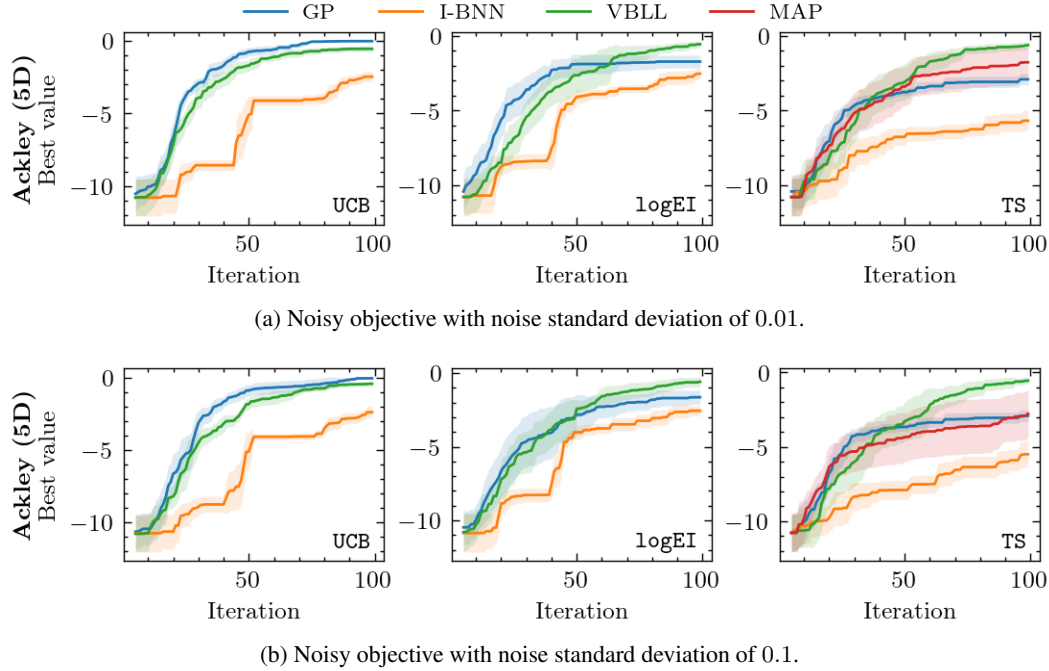 GP I-BNN VBLL MAP
Ackley (5D)
Best value
0
−5
−10
UCB
50 100
Iteration
0
−5
−10
logEI
50 100
Iteration
0
−5
−10
TS
50 100
Iteration
(a) Noisy objective with noise standard deviation of 0.01.
Ackley (5D)
Best value
0
−5
−10
UCB
50 100
Iteration
0
−5
−10
logEI
50 100
Iteration
0
−5
−10
TS
50 100
Iteration
(b) Noisy objective with noise standard deviation of 0.1.